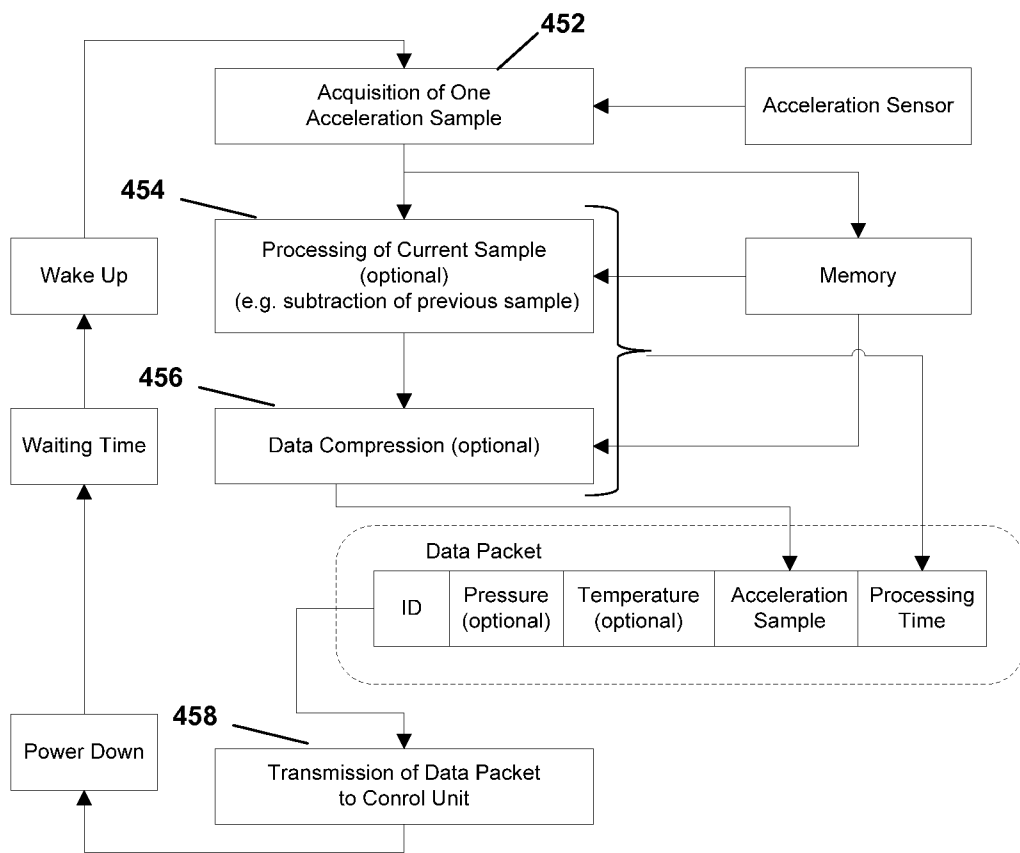 452
Acquisition of One
Acceleration Sample
Acceleration Sensor
454
Processing of Current Sample
(optional)
(e.g. subtraction of previous sample)
Wake Up
Memory
456
Waiting Time
Data Compression (optional)
Data Packet
ID
Pressure
(optional)
Temperature
(optional)
Acceleration
Sample
Processing
Time
458
Power Down
Transmission of Data Packet
to Conrol Unit